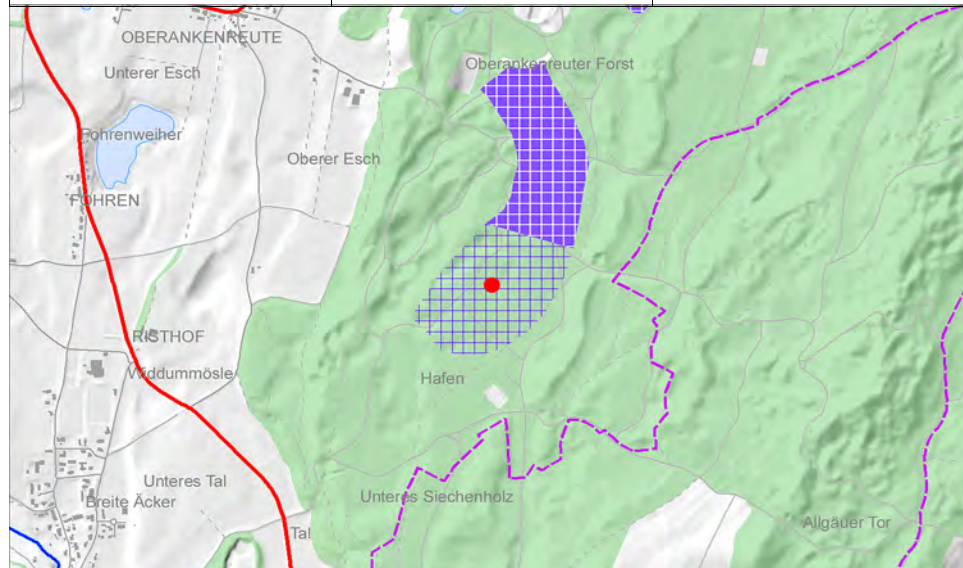 OBERANKENREUTE
Oberankenreuter Forst
Unterer Esch
Fohrenweiher
Oberer Esch
FOHREN
RISTHOF
Widdummösle
Hafen
Unteres Tal
Unteres Siechenholz
Breite Äcker
Allgäuer Tor
Tal